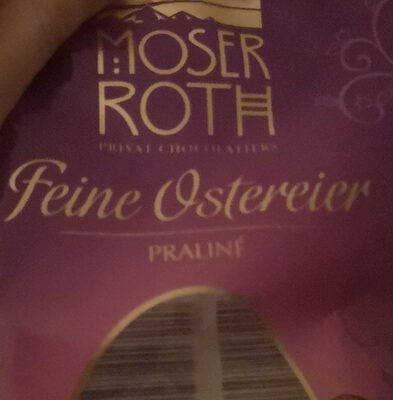 MOSER
ROTH
PRIVAT CHOCOLATIERS
Feine Ostereier
PRALINÉ